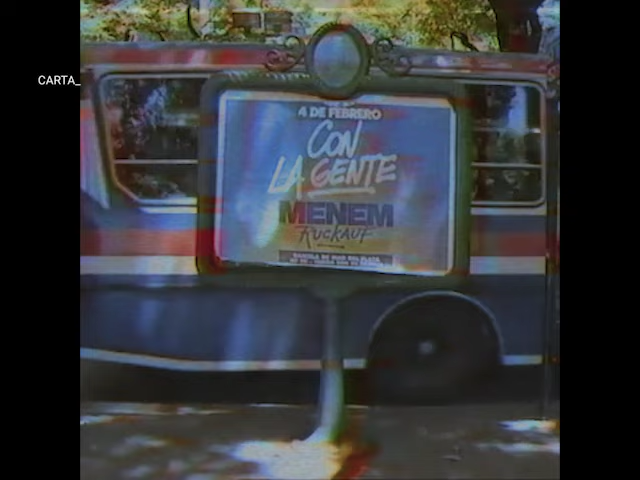 CARTA_
4 DE FEBRERO
CON
LA GENTE
MENEM
RUCKAUF